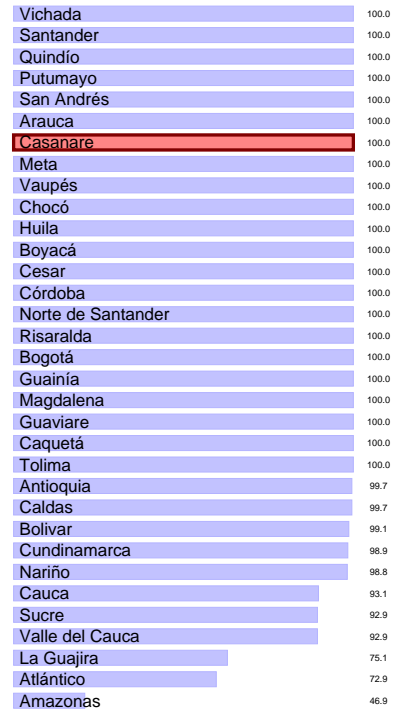 Vichada 100.0
Santander 100.0
Quindío 100.0
Putumayo 100.0
San Andrés 100.0
Arauca 100.0
Casanare 100.0
Meta 100.0
Vaupés 100.0
Chocó 100.0
Huila 100.0
Boyacá 100.0
Cesar 100.0
Córdoba 100.0
Norte de Santander 100.0
Risaralda 100.0
Bogotá 100.0
Guainía 100.0
Magdalena 100.0
Guaviare 100.0
Caquetá 100.0
Tolima 100.0
Antioquia 99.7
Caldas 99.7
Bolivar 99.1
Cundinamarca 98.9
Nariño 98.8
Cauca 93.1
Sucre 92.9
Valle del Cauca 92.9
La Guajira 75.1
Atlántico 72.9
Amazonas 46.9